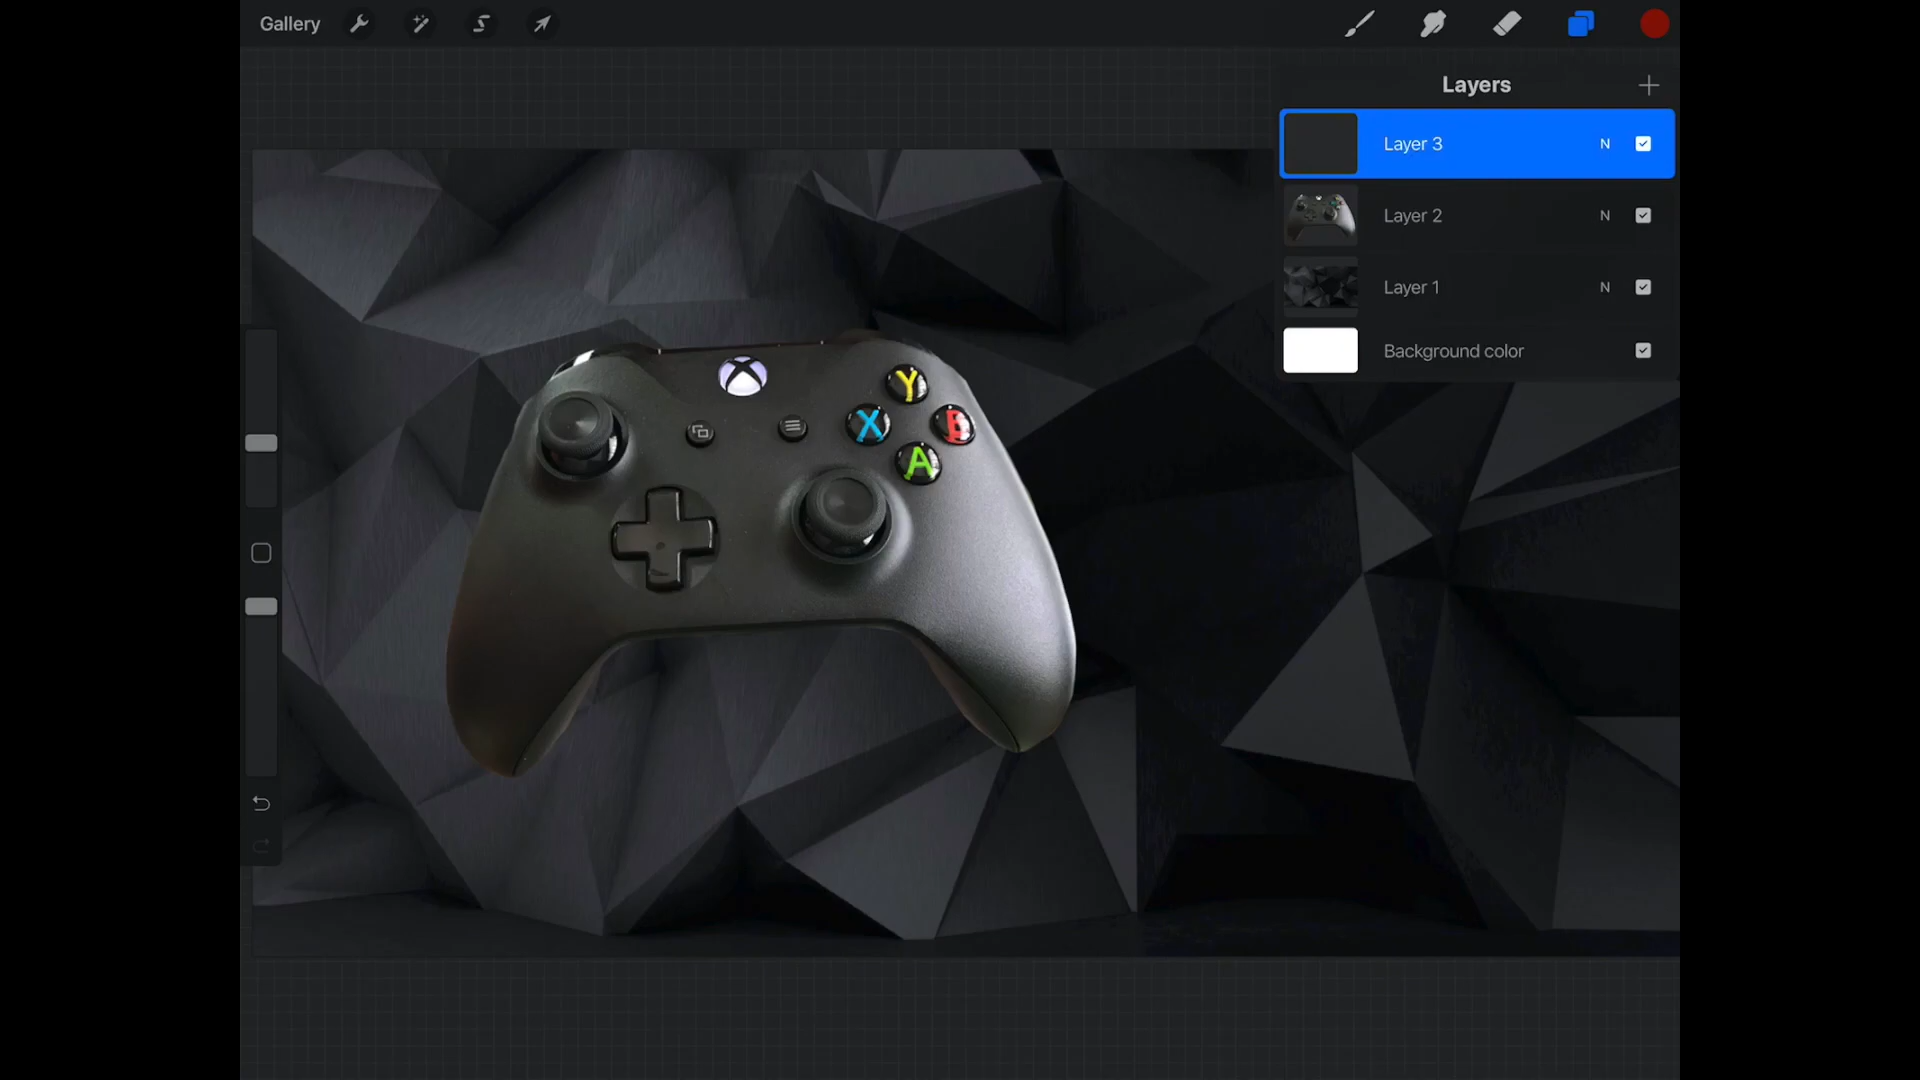 Gallery
Layers
Layer 3 N
Layer 2 N
Layer 1 N
Background color
Y
X B
A